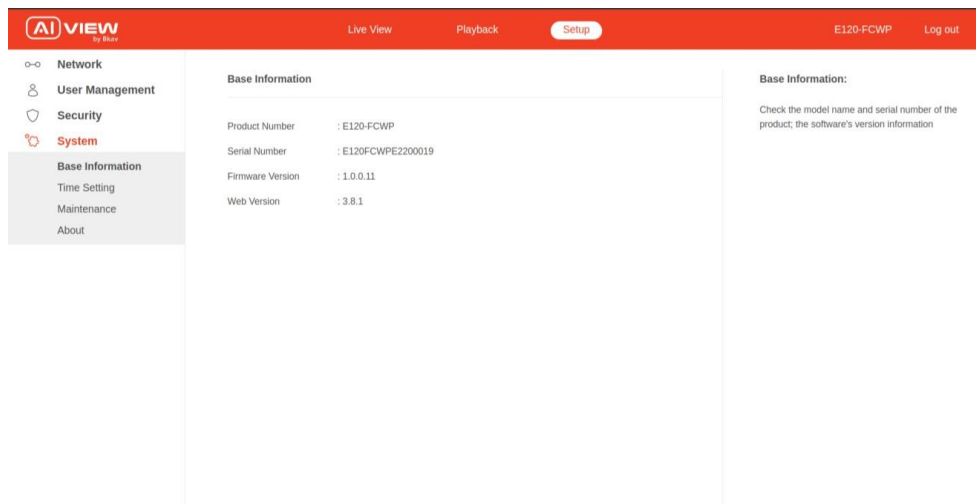 AI VIEW
by Bkav
Live View
Playback
Setup
E120-FCWP
Log out
Network
User Management
Security
System
Base Information
Time Setting
Maintenance
About
Base Information
Product Number : E120-FCWP
Serial Number : E120FCWPE2200019
Firmware Version : 1.0.0.11
Web Version : 3.8.1
Base Information:
Check the model name and serial number of the
product; the software's version information